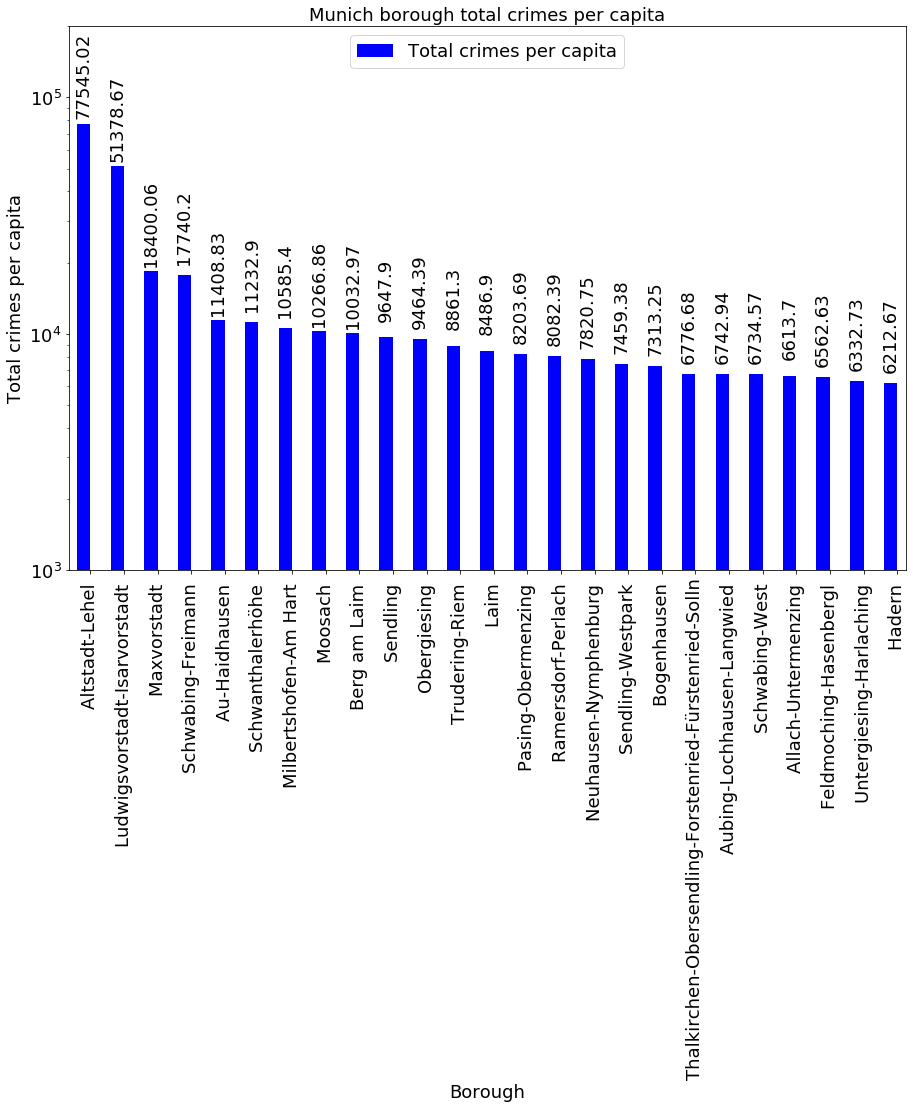 Munich borough total crimes per capita
Total crimes per capita
Total crimes per capita
10^5
10^4
10^3
77545.02
51378.67
18400.06
17740.2
11408.83
11232.9
10585.4
10266.86
10032.97
9647.9
9464.39
8861.3
8486.9
8203.69
8082.39
7820.75
7459.38
7313.25
6776.68
6742.94
6734.57
6613.7
6562.63
6332.73
6212.67
Altstadt-Lehel
Ludwigsvorstadt-Isarvorstadt
Maxvorstadt
Schwabing-Freimann
Au-Haidhausen
Schwanthalerhöhe
Milbertshofen-Am Hart
Moosach
Berg am Laim
Sendling
Obergiesing
Trudering-Riem
Laim
Pasing-Obermenzing
Ramersdorf-Perlach
Neuhausen-Nymphenburg
Sendling-Westpark
Bogenhausen
Thalkirchen-Obersendling-Forstenried-Fürstenried-Solln
Aubing-Lochhausen-Langwied
Schwabing-West
Allach-Untermenzing
Feldmoching-Hasenbergl
Untergiesing-Harlaching
Hadern
Borough